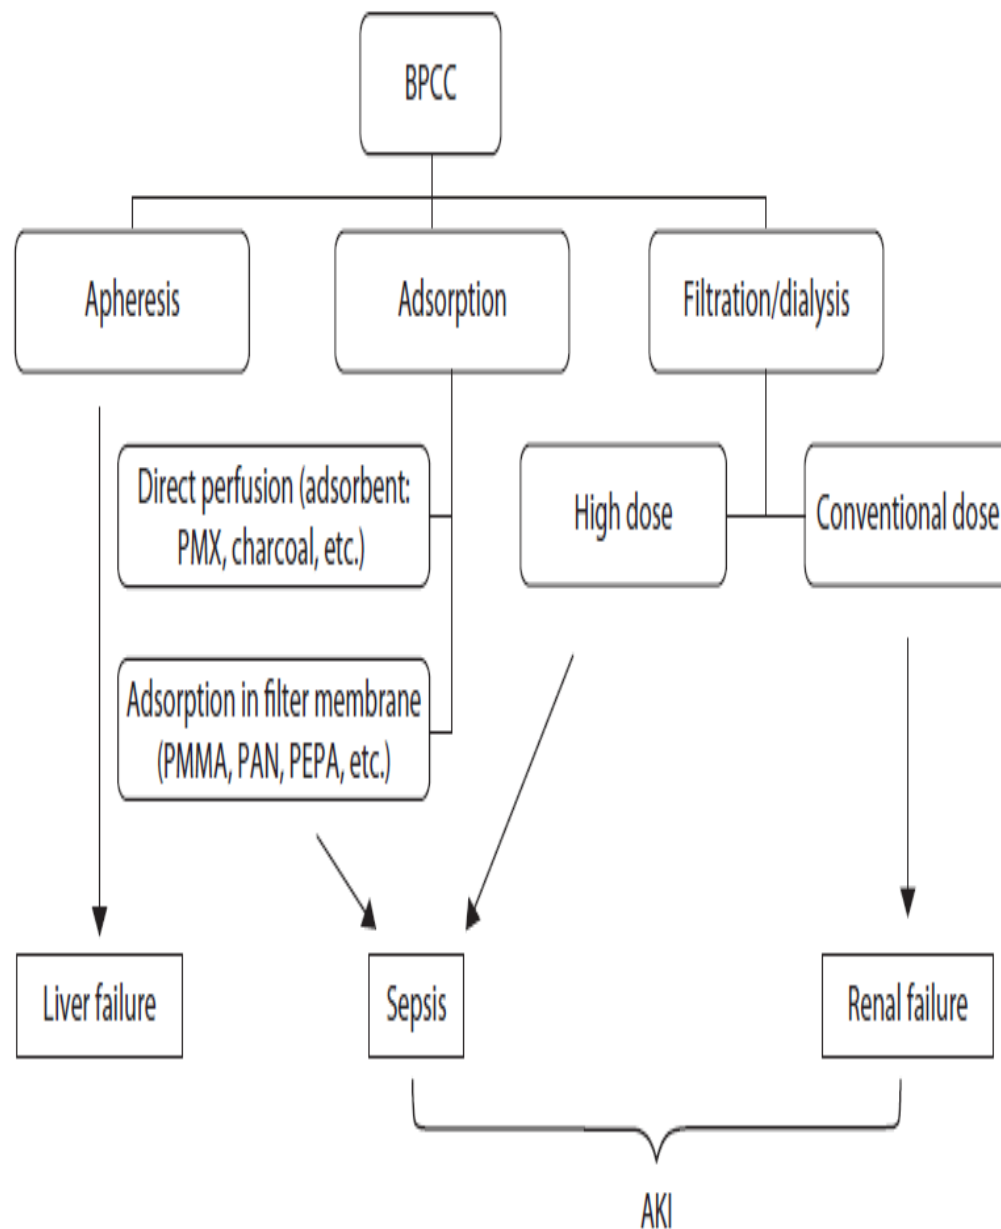 BPCC
Apheresis
Adsorption
Filtration/dialysis
Direct perfusion (adsorbent:
PMX, charcoal, etc.)
High dose
Conventional dose
Adsorption in filter membrane
(PMMA, PAN, PEPA, etc.)
Liver failure
Sepsis
Renal failure
AKI